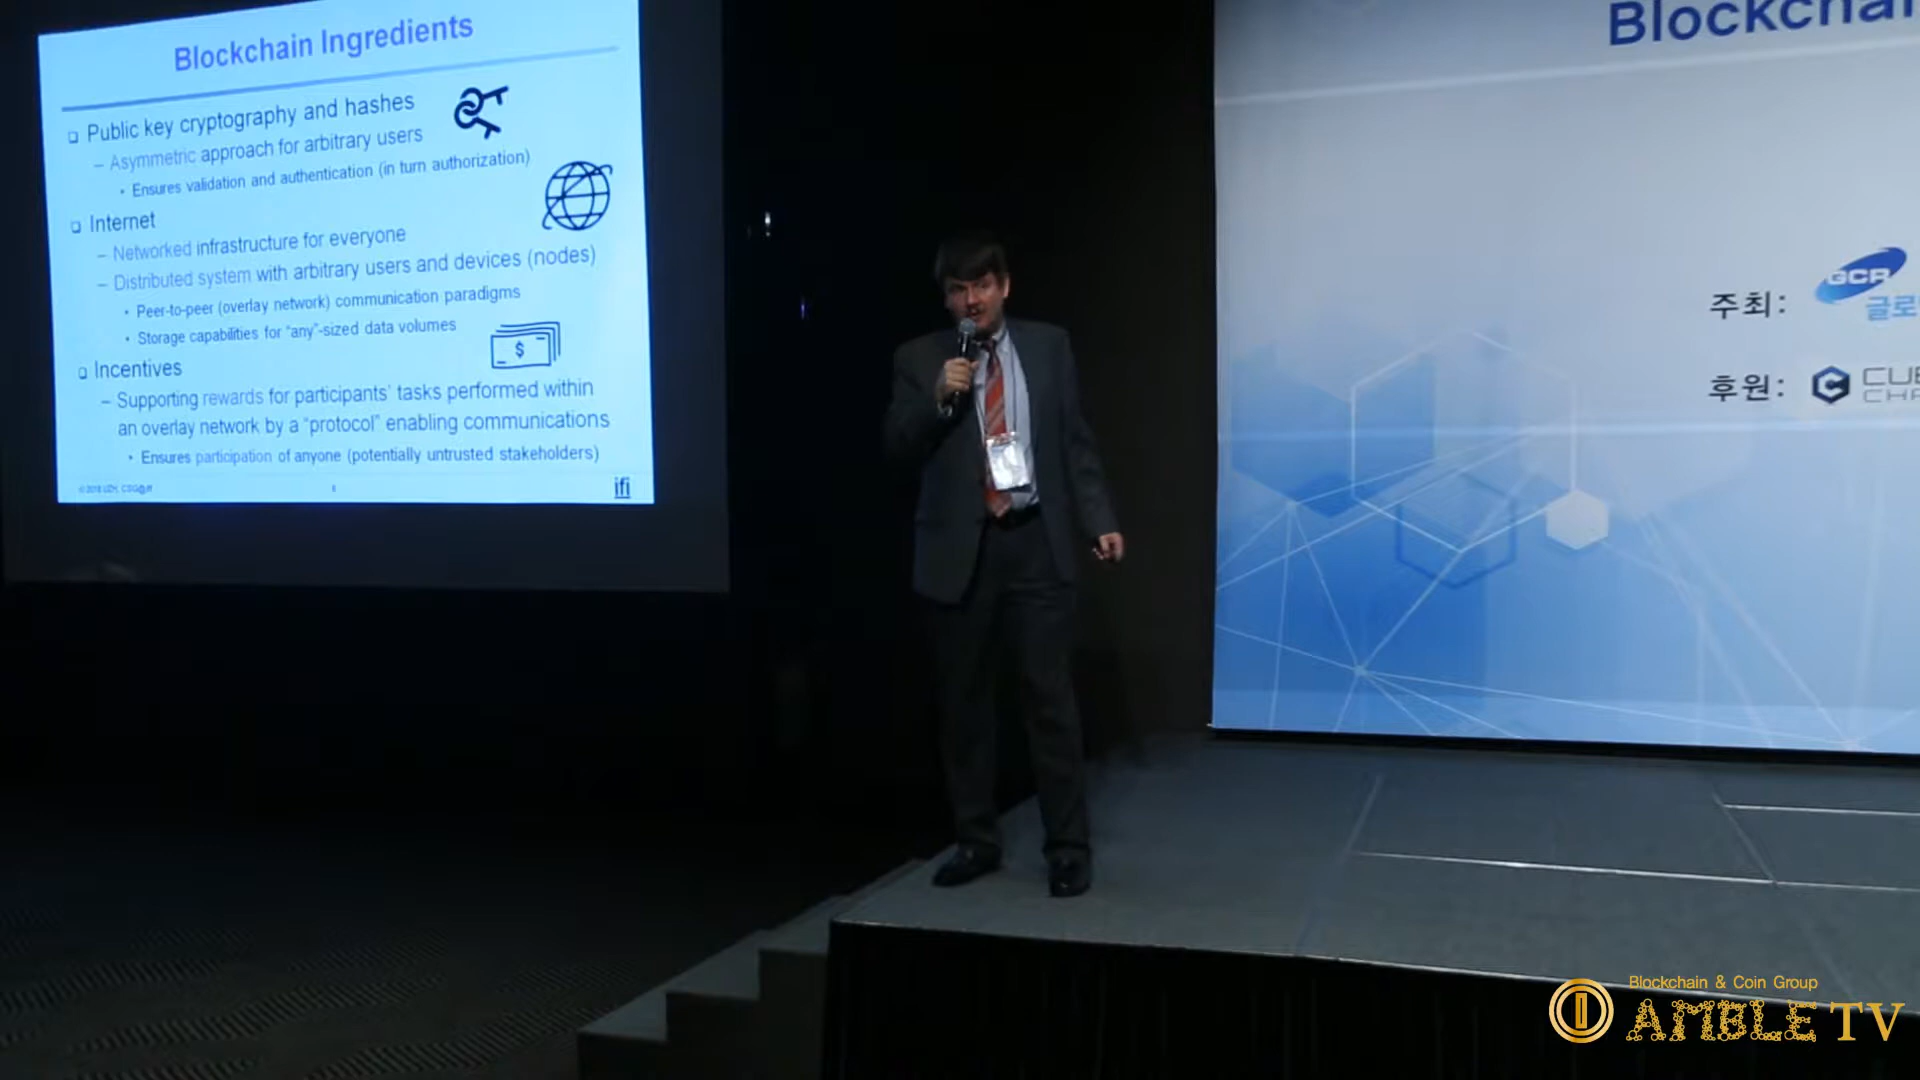 Blockchain Ingredients
Public key cryptography and hashes
– Asymmetric approach for arbitrary users
• Ensures validation and authentication (in turn authorization)
Internet
– Networked infrastructure for everyone
– Distributed system with arbitrary users and devices (nodes)
• Peer-to-peer (overlay network) communication paradigms
• Storage capabilities for “any”-sized data volumes
$
Incentives
– Supporting rewards for participants’ tasks performed within
an overlay network by a “protocol” enabling communications
• Ensures participation of anyone (potentially untrusted stakeholders)
ifi
Blockchai
주최:
GCR
글로
후원:
CUB
CHA
Blockchain & Coin Group
AMBLE TV